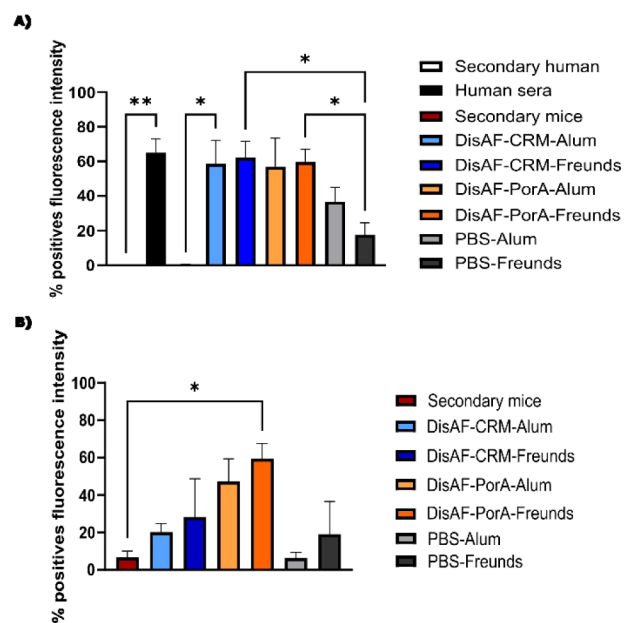 A)
% positives fluorescence intensity
100
80
60
40
20
0
**
*
*
*
Secondary human
Human sera
Secondary mice
DisAF-CRM-Alum
DisAF-CRM-Freunds
DisAF-PorA-Alum
DisAF-PorA-Freunds
PBS-Alum
PBS-Freunds
B)
% positives fluorescence intensity
100
80
60
40
20
0
*
Secondary mice
DisAF-CRM-Alum
DisAF-CRM-Freunds
DisAF-PorA-Alum
DisAF-PorA-Freunds
PBS-Alum
PBS-Freunds